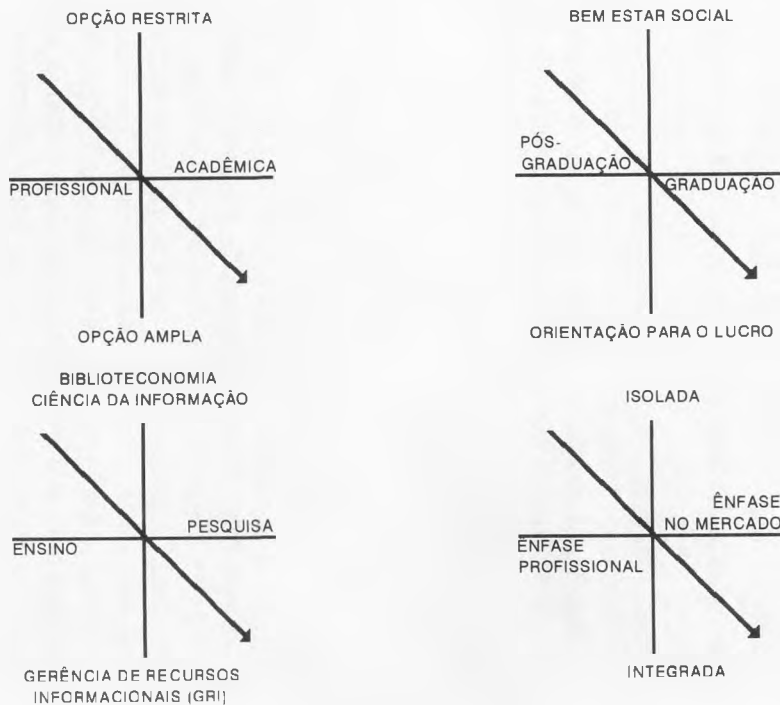 OPÇÃO RESTRITA
ACADÊMICA
PROFISSIONAL
OPÇÃO AMPLA
BEM ESTAR SOCIAL
PÓS-
GRADUAÇÃO
GRADUAÇÃO
ORIENTAÇÃO PARA O LUCRO
BIBLIOTECONOMIA
CIÊNCIA DA INFORMAÇÃO
PESQUISA
ENSINO
GERÊNCIA DE RECURSOS
INFORMACIONAIS (GRI)
ISOLADA
ÊNFASE
NO MERCADO
ÊNFASE
PROFISSIONAL
INTEGRADA